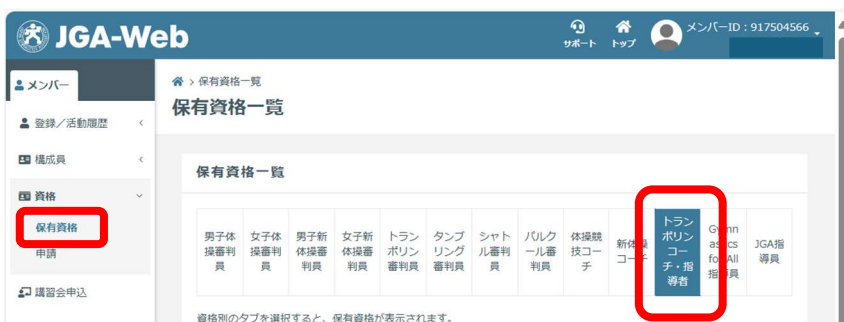 JGA-Web
サポート
トップ
メンバーID：917504566
メンバー
> 保有資格一覧
保有資格一覧
登録／活動履歴
構成員
資格
保有資格
申請
講習会申込
保有資格一覧
男子体
操審判
員
女子体
操審判
員
男子新
体操審
判員
女子新
体操審
判員
トラン
ポリン
審判員
タンブ
リング
審判員
シャト
ル審判
員
パルク
ール審
判員
体操競
技コー
チ
新体操
コーチ
トラン
ポリン
コー
チ・指
導者
Gymn
astics
for All
指導員
JGA指
導員
資格別のタブを選択すると、保有資格が表示されます。